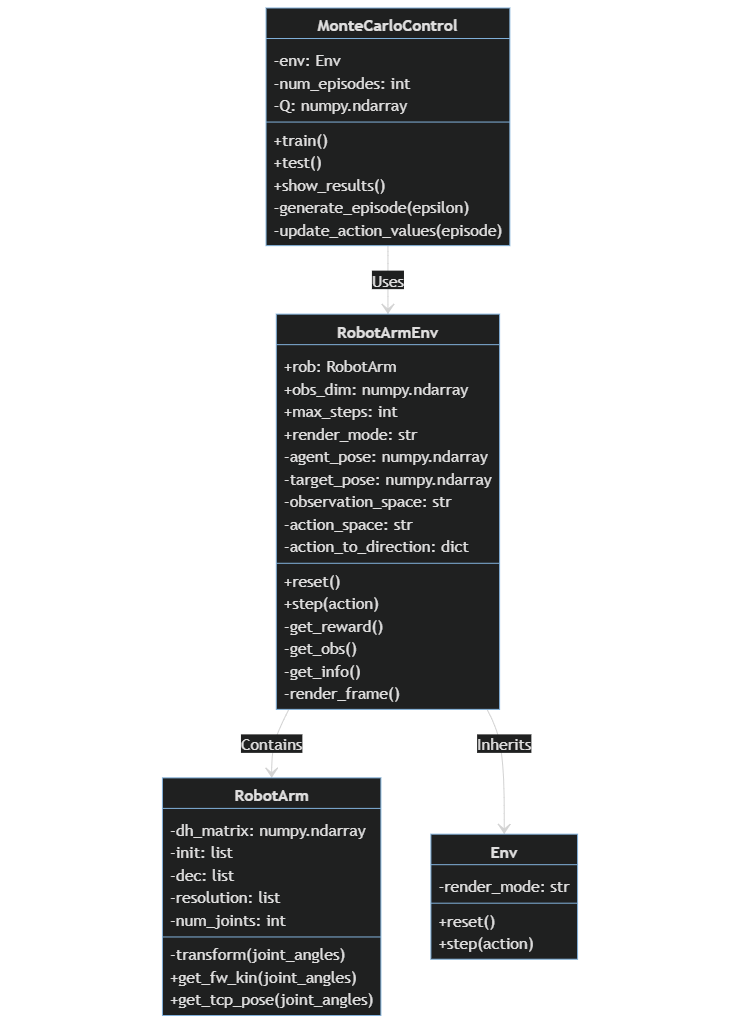 MonteCarloControl
-env: Env
-num_episodes: int
-Q: numpy.ndarray
+train()
+test()
+show_results()
-generate_episode(epsilon)
-update_action_values(episode)
Uses
RobotArmEnv
+rob: RobotArm
+obs_dim: numpy.ndarray
+max_steps: int
+render_mode: str
-agent_pose: numpy.ndarray
-target_pose: numpy.ndarray
-observation_space: str
-action_space: str
-action_to_direction: dict
+reset()
+step(action)
-get_reward()
-get_obs()
-get_info()
-render_frame()
Contains
Inherits
RobotArm
-dh_matrix: numpy.ndarray
-init: list
-dec: list
-resolution: list
-num_joints: int
-transform(joint_angles)
+get_fw_kin(joint_angles)
+get_tcp_pose(joint_angles)
Env
-render_mode: str
+reset()
+step(action)